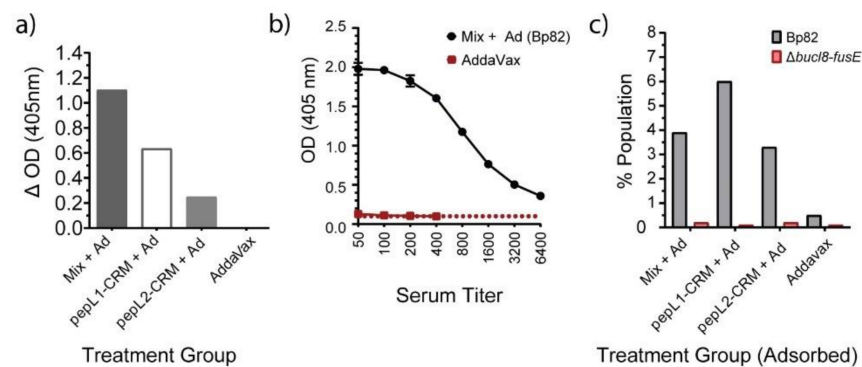 a)
Δ OD (405nm)
1.4
1.2
1.0
0.8
0.6
0.4
0.2
0.0
Mix + Ad
pepL1-CRM + Ad
pepL2-CRM + Ad
AddaVax
Treatment Group
b)
OD (405 nm)
2.5
2.0
1.5
1.0
0.5
0.0
Mix + Ad (Bp82)
AddaVax
50
100
200
400
800
1600
3200
6400
Serum Titer
c)
% Population
8
7
6
5
4
3
2
1
0
Bp82
Δbucl8-fusE
Mix + Ad
pepL1-CRM + Ad
pepL2-CRM + Ad
Addavax
Treatment Group (Adsorbed)